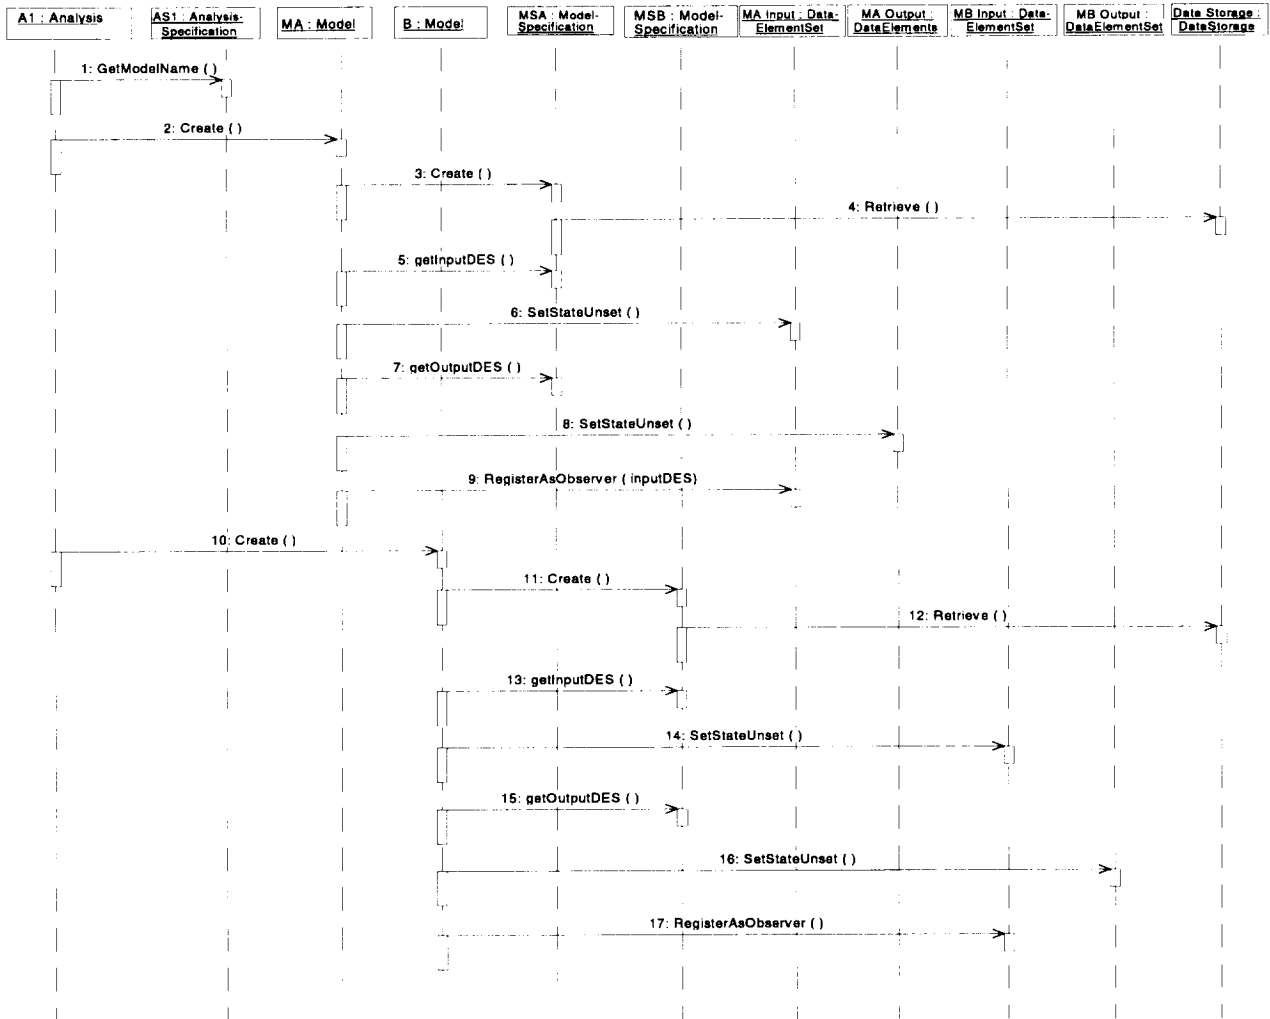 A1 : Analysis
AS1 : Analysis-
Specification
MA : Model
B : Model
MSA : Model-
Specification
MSB : Model-
Specification
MA Input : Data-
ElementSet
MA Output :
DataElements
MB Input : Data-
ElementSet
MB Output :
DataElementSet
Data Storage :
DataStorage
1: GetModelName ( )
2: Create ( )
3: Create ( )
4: Retrieve ( )
5: getInputDES ( )
6: SetStateUnset ( )
7: getOutputDES ( )
8: SetStateUnset ( )
9: RegisterAsObserver ( inputDES)
10: Create ( )
11: Create ( )
12: Retrieve ( )
13: getInputDES ( )
14: SetStateUnset ( )
15: getOutputDES ( )
16: SetStateUnset ( )
17: RegisterAsObserver ( )